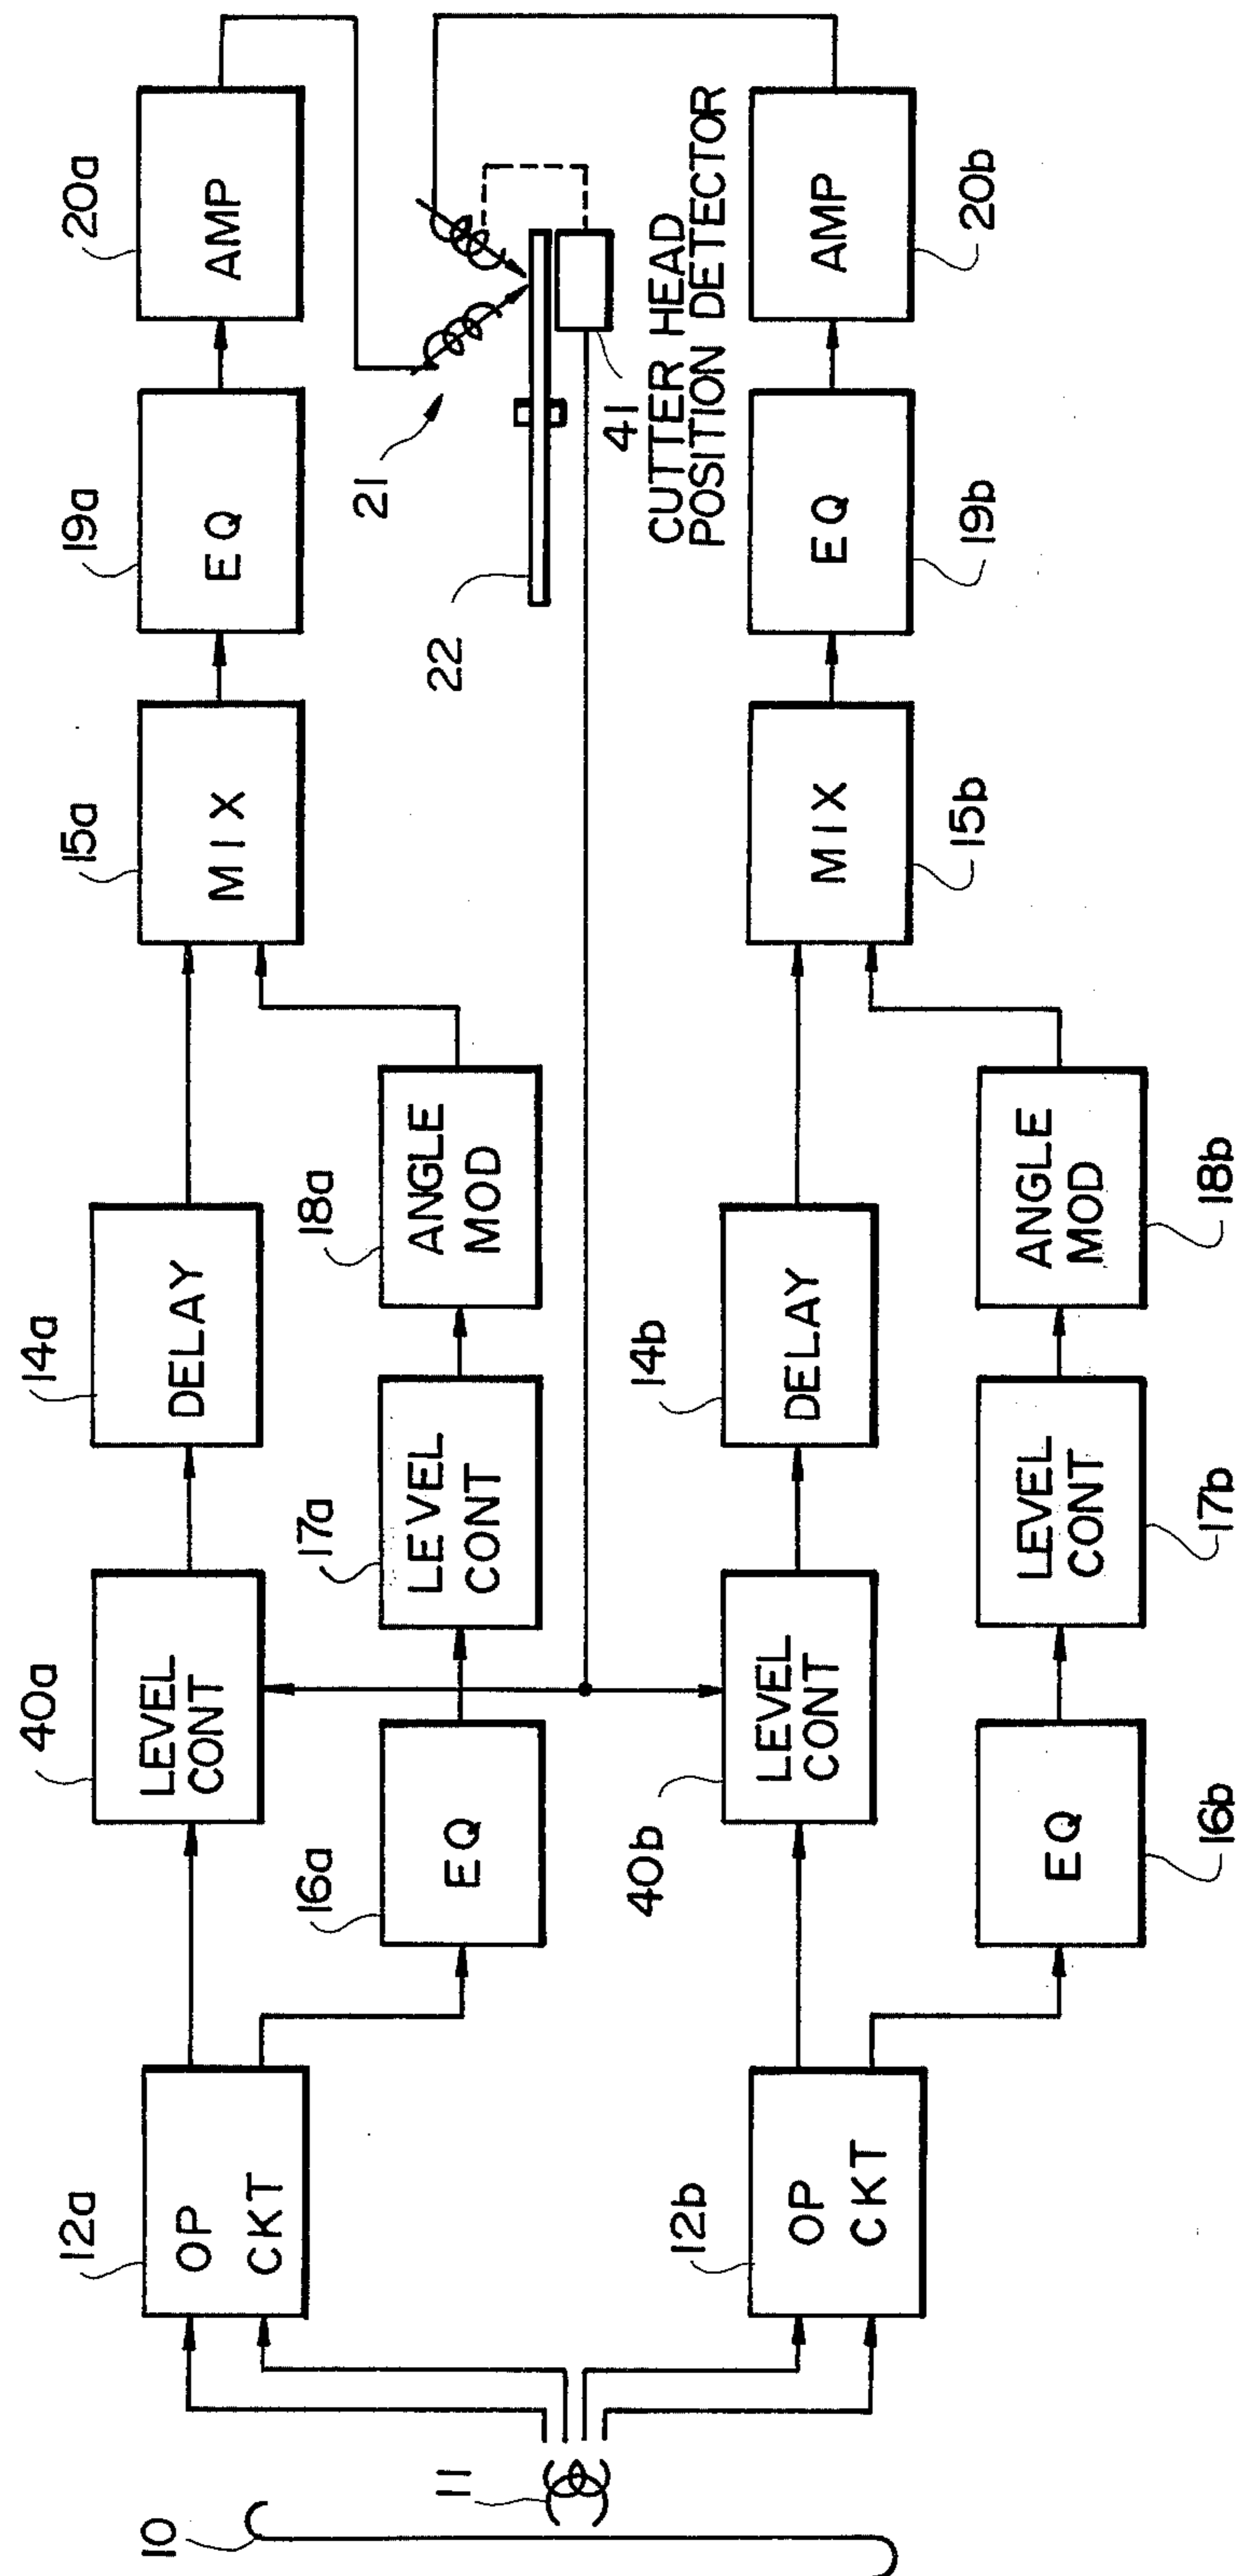 10
11
12a
OP
CKT
40a
LEVEL
CONT
14a
DELAY
16a
EQ
17a
LEVEL
CONT
18a
ANGLE
MOD
15a
MIX
19a
EQ
20a
AMP
21
22
41
CUTTER HEAD
POSITION DETECTOR
12b
OP
CKT
40b
LEVEL
CONT
14b
DELAY
16b
EQ
17b
LEVEL
CONT
18b
ANGLE
MOD
15b
MIX
19b
EQ
20b
AMP